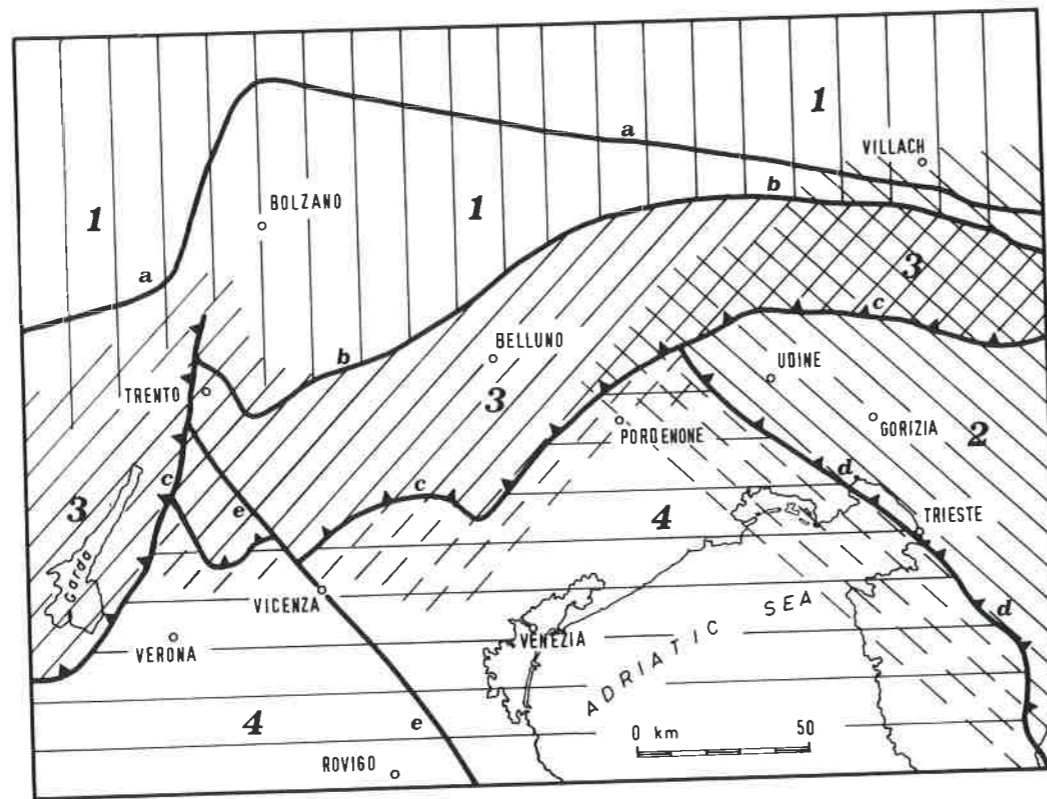 1
a
VILLACH
1
BOLZANO
1
b
a
3
c
b
BELLUNO
TRENTO
UDINE
3
PORDENONE
GORIZIA
2
c
c
d
3
e
4
TRIESTE
Garda
VICENZA
d
VERONA
VENEZIA
ADRIATIC SEA
4
e
0 km 50
ROVIGO